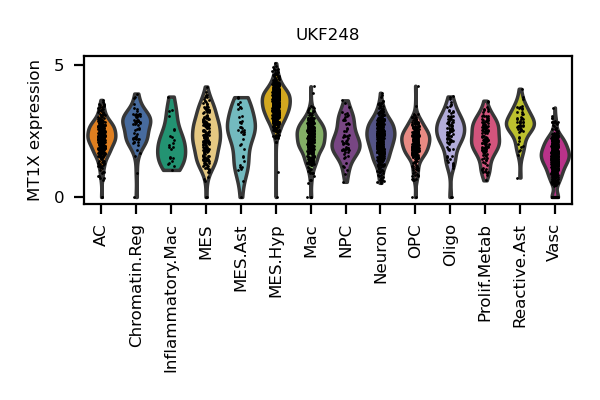 UKF248
MT1X expression
5
0
AC
Chromatin.Reg
Inflammatory.Mac
MES
MES.Ast
MES.Hyp
Mac
NPC
Neuron
OPC
Oligo
Prolif.Metab
Reactive.Ast
Vasc